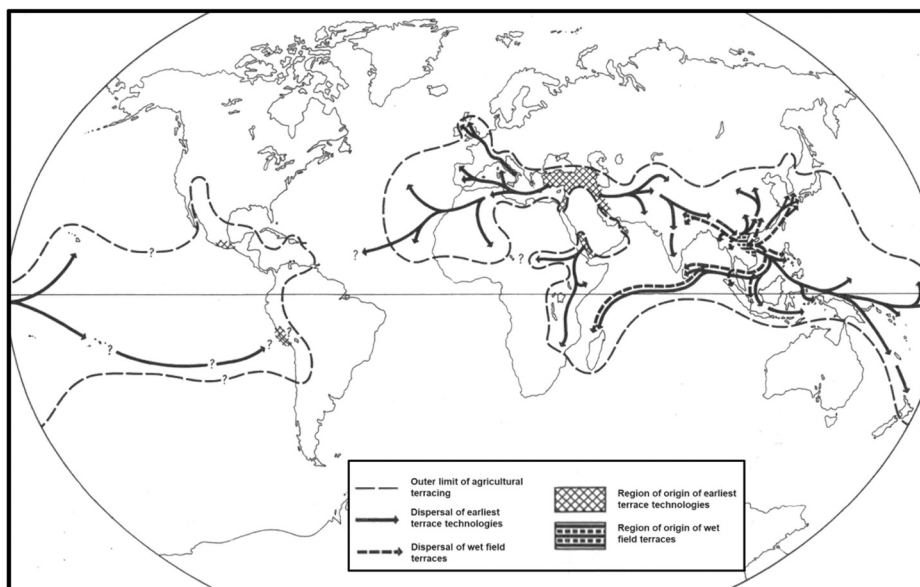 ?
?
?
?
?
?
?
?
Outer limit of agricultural
terracing
Dispersal of earliest
terrace technologies
Dispersal of wet field
terraces
Region of origin of earliest
terrace technologies
Region of origin of wet
field terraces